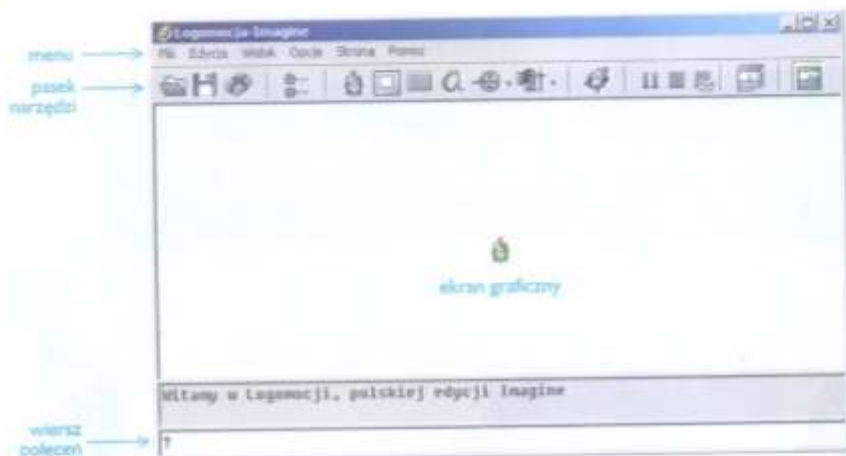 Logomocja-Imagine
menu
Plik Edycja Widok Opcje Strona Pomoc
pasek
narzędzi
ekran graficzny
Witamy w Logomocji, polskiej edycji Imagine
wiersz
poleceń
?